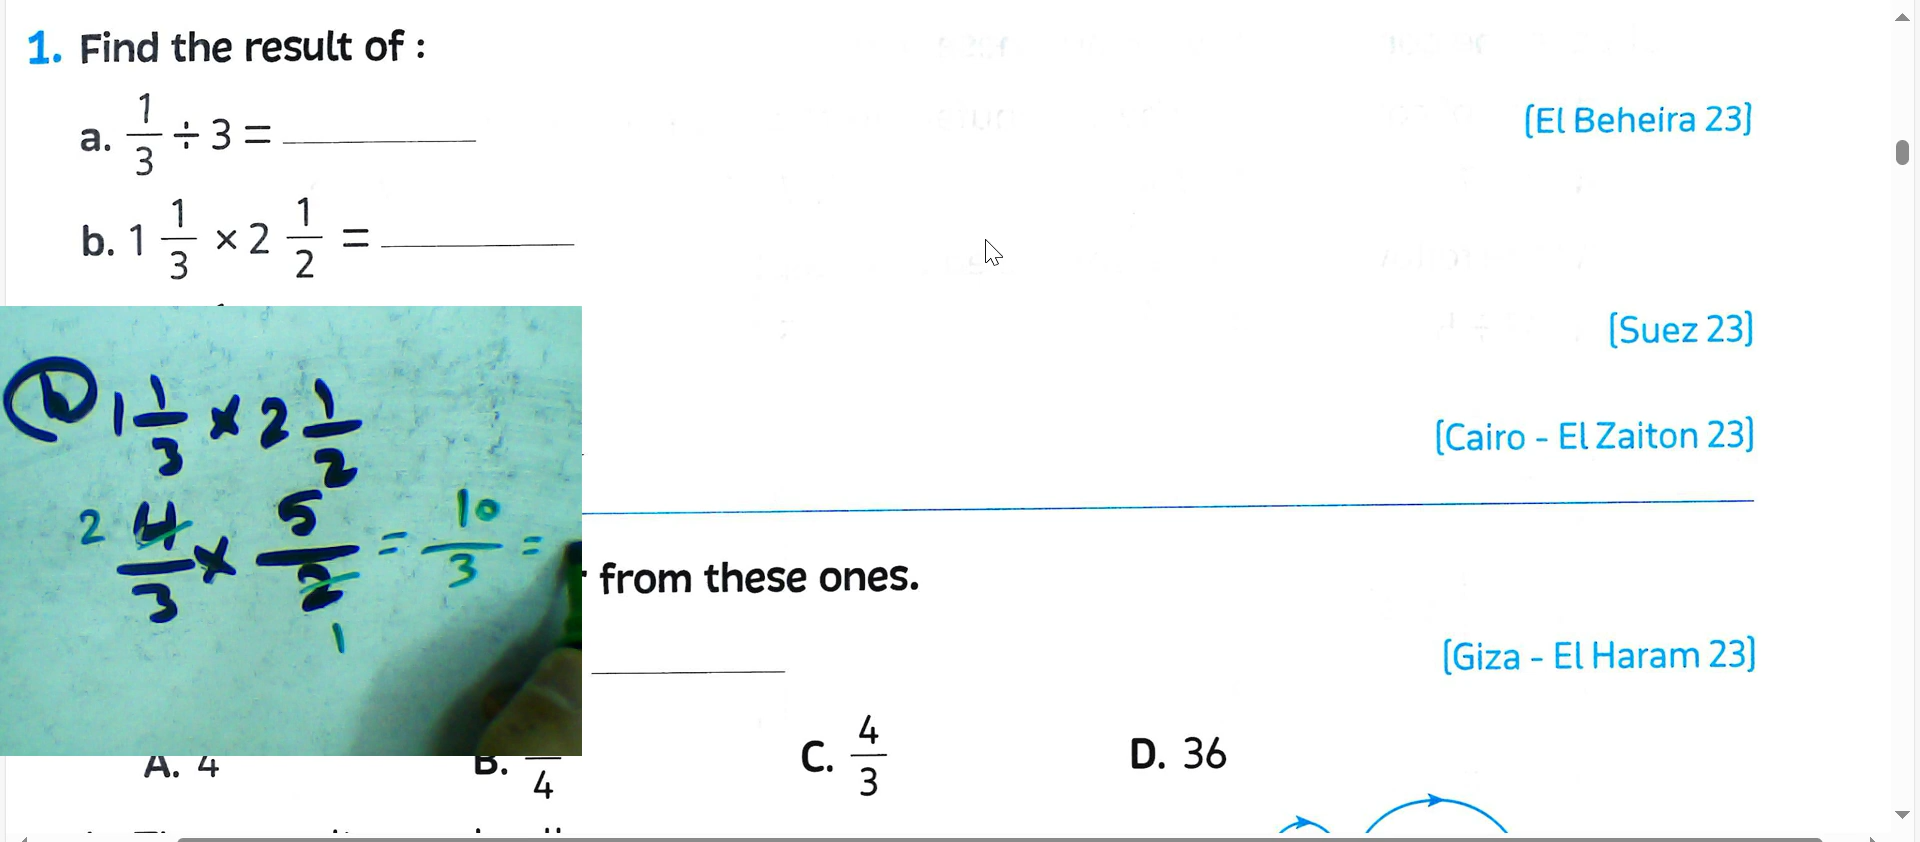 1. Find the result of :
a. 1/3 ÷ 3 =
[El Beheira 23]
b. 1 1/3 × 2 1/2 =
[Suez 23]
[Cairo - El Zaiton 23]
(b) 1 1/3 × 2 1/2
2 4/3 × 5/2 = 10/3 =
1
from these ones.
[Giza - El Haram 23]
A. 4
B. 4
C. 4/3
D. 36